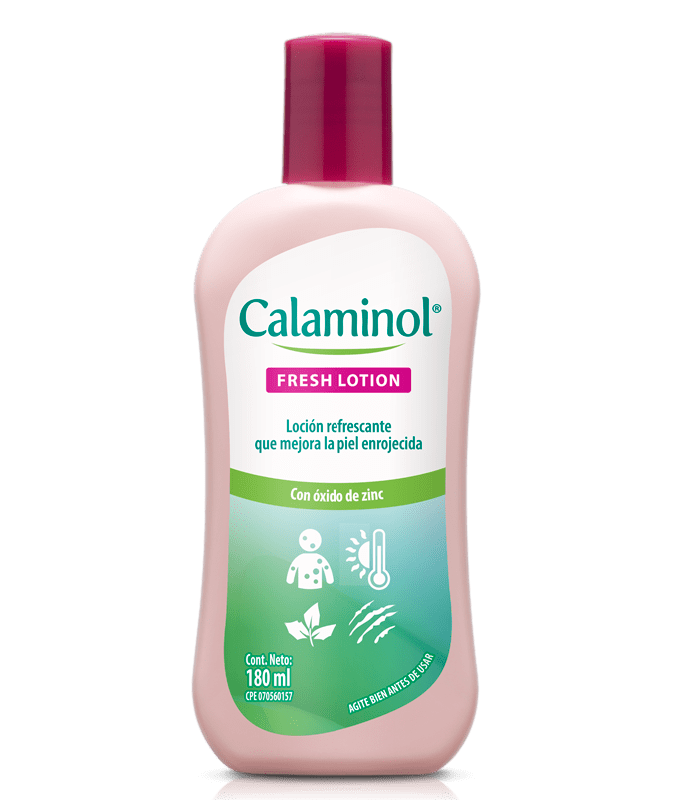 Calaminol®
FRESH LOTION
Loción refrescante
que mejora la piel enrojecida
Con óxido de zinc
Cont. Neto:
180 ml
CPE 070560157
AGITE BIEN ANTES DE USAR